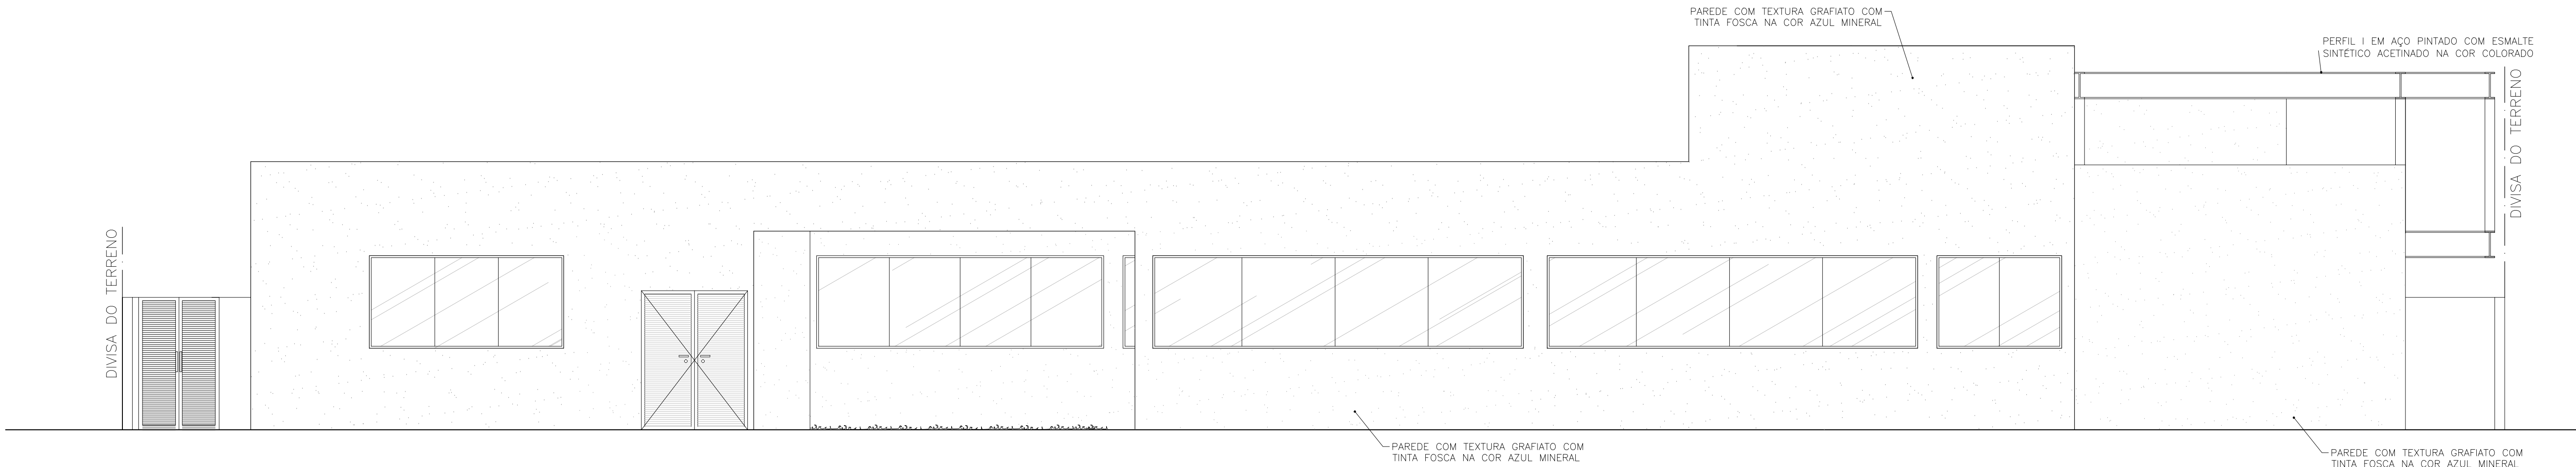 PAREDE COM TEXTURA GRAFIATO COM
TINTA FOSCA NA COR AZUL MINERAL
PERFIL I EM AÇO PINTADO COM ESMALTE
SINTÉTICO ACETINADO NA COR COLORADO
DIVISA DO TERRENO
DIVISA DO TERRENO
PAREDE COM TEXTURA GRAFIATO COM
TINTA FOSCA NA COR AZUL MINERAL
PAREDE COM TEXTURA GRAFIATO COM
TINTA FOSCA NA COR AZUL MINERAL